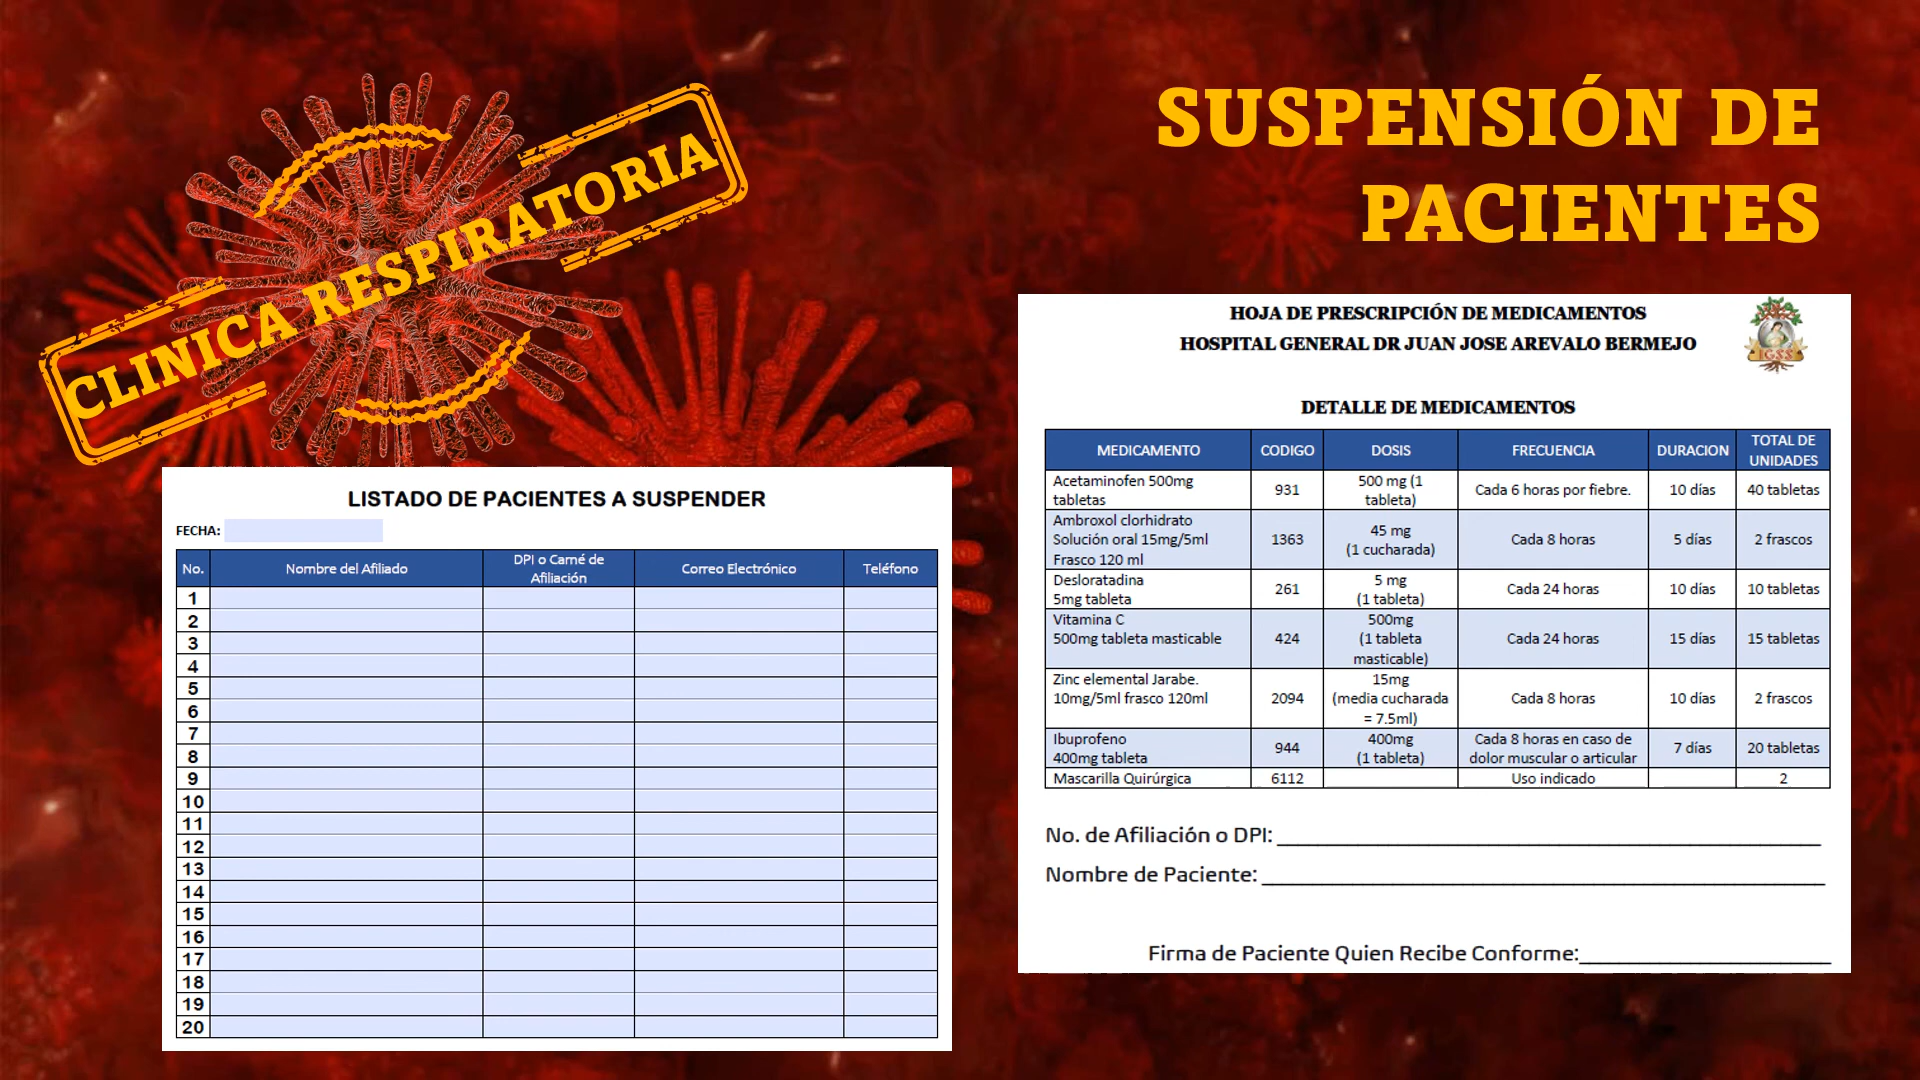 CLINICA RESPIRATORIA
SUSPENSIÓN DE
PACIENTES
LISTADO DE PACIENTES A SUSPENDER
FECHA:
No. Nombre del Afiliado DPI o Carné de Afiliación Correo Electrónico Teléfono
1
2
3
4
5
6
7
8
9
10
11
12
13
14
15
16
17
18
19
20
HOJA DE PRESCRIPCIÓN DE MEDICAMENTOS
HOSPITAL GENERAL DR JUAN JOSE AREVALO BERMEJO
IGSS
DETALLE DE MEDICAMENTOS
MEDICAMENTO CODIGO DOSIS FRECUENCIA DURACION TOTAL DE UNIDADES
Acetaminofen 500mg tabletas 931 500 mg (1 tableta) Cada 6 horas por fiebre. 10 días 40 tabletas
Ambroxol clorhidrato Solución oral 15mg/5ml Frasco 120 ml 1363 45 mg (1 cucharada) Cada 8 horas 5 días 2 frascos
Desloratadina 5mg tableta 261 5 mg (1 tableta) Cada 24 horas 10 días 10 tabletas
Vitamina C 500mg tableta masticable 424 500mg (1 tableta masticable) Cada 24 horas 15 días 15 tabletas
Zinc elemental Jarabe. 10mg/5ml frasco 120ml 2094 15mg (media cucharada = 7.5ml) Cada 8 horas 10 días 2 frascos
Ibuprofeno 400mg tableta 944 400mg (1 tableta) Cada 8 horas en caso de dolor muscular o articular 7 días 20 tabletas
Mascarilla Quirúrgica 6112 Uso indicado 2
No. de Afiliación o DPI:
Nombre de Paciente:
Firma de Paciente Quien Recibe Conforme: